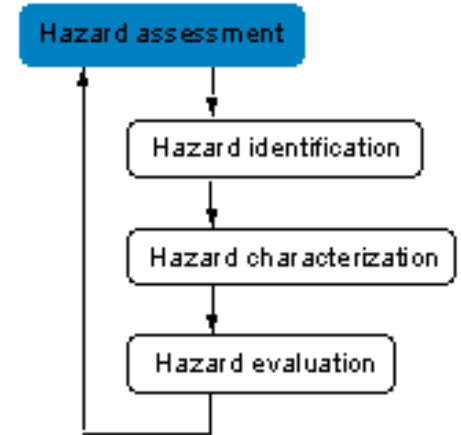 Hazard assessment
Hazard identification
Hazard characterization
Hazard evaluation